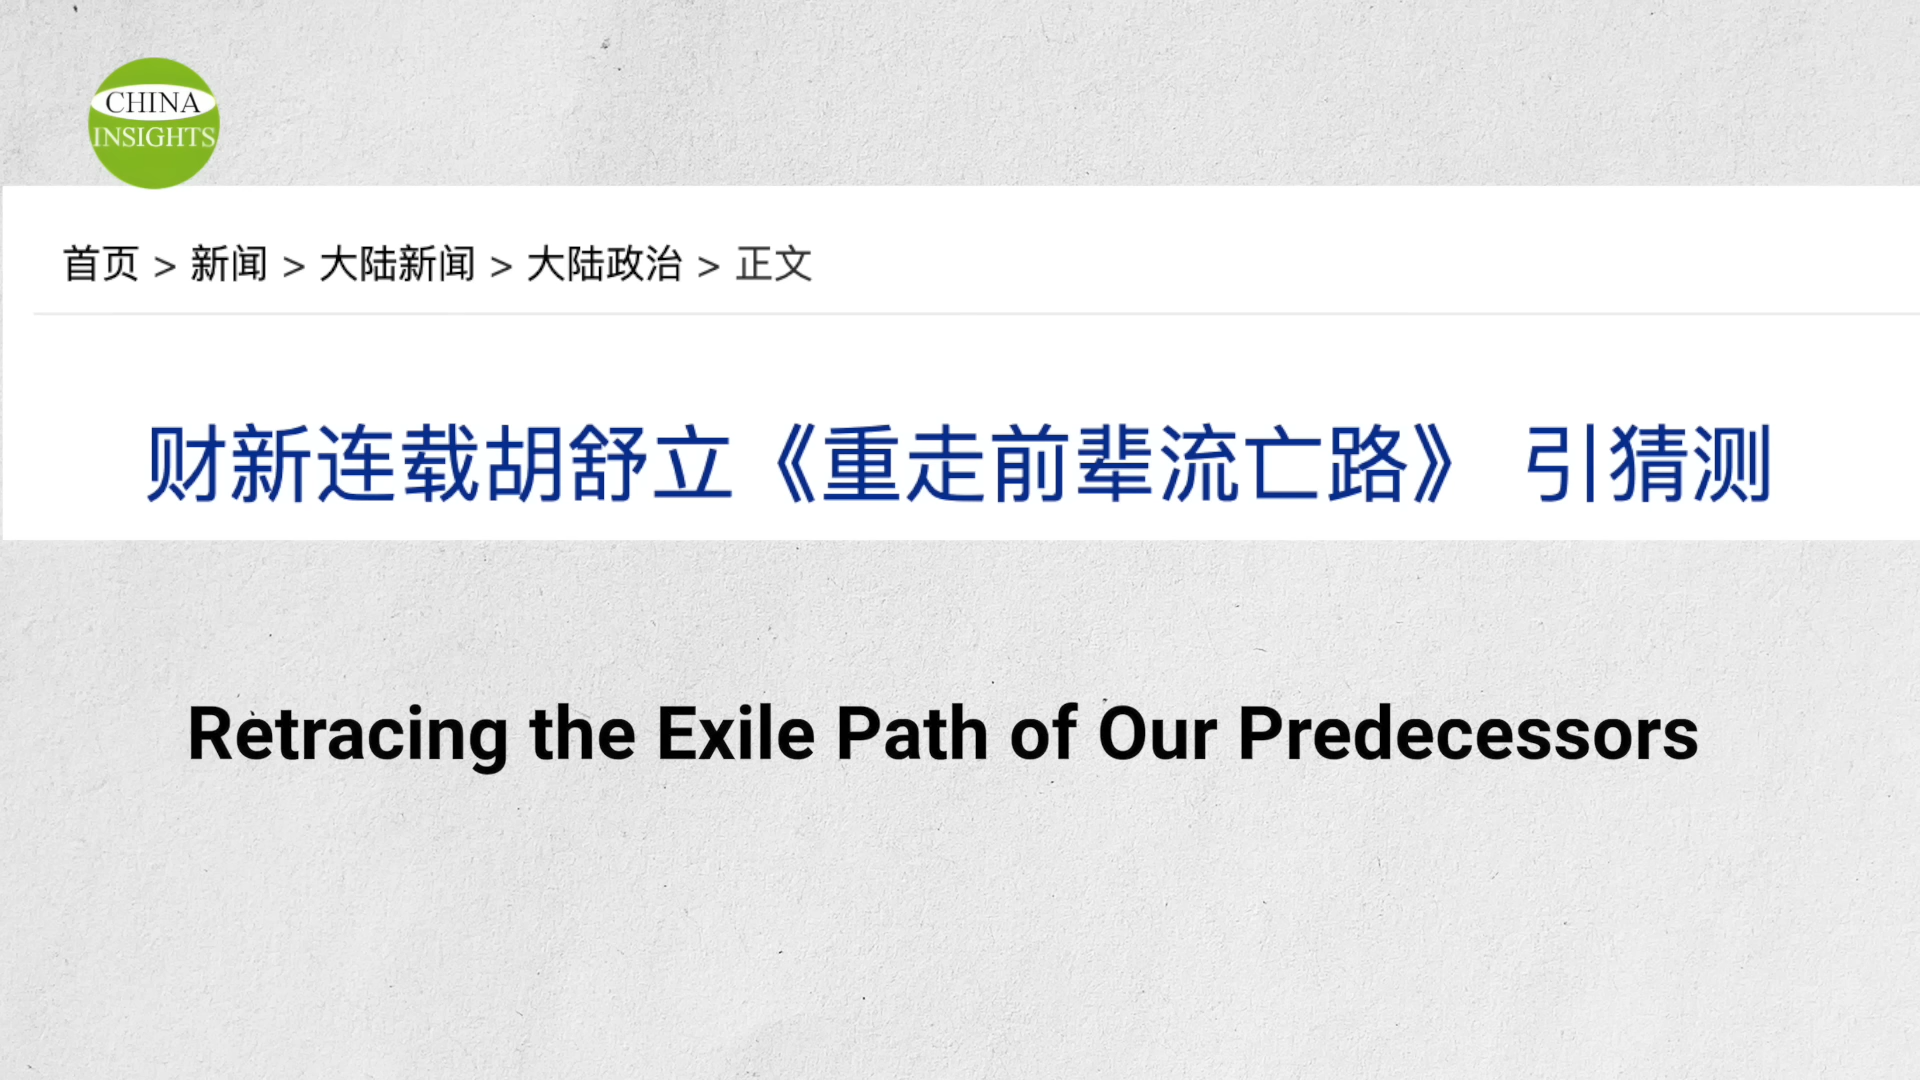 CHINA
INSIGHTS
首页 > 新闻 > 大陆新闻 > 大陆政治 > 正文
财新连载胡舒立《重走前辈流亡路》 引猜测
Retracing the Exile Path of Our Predecessors